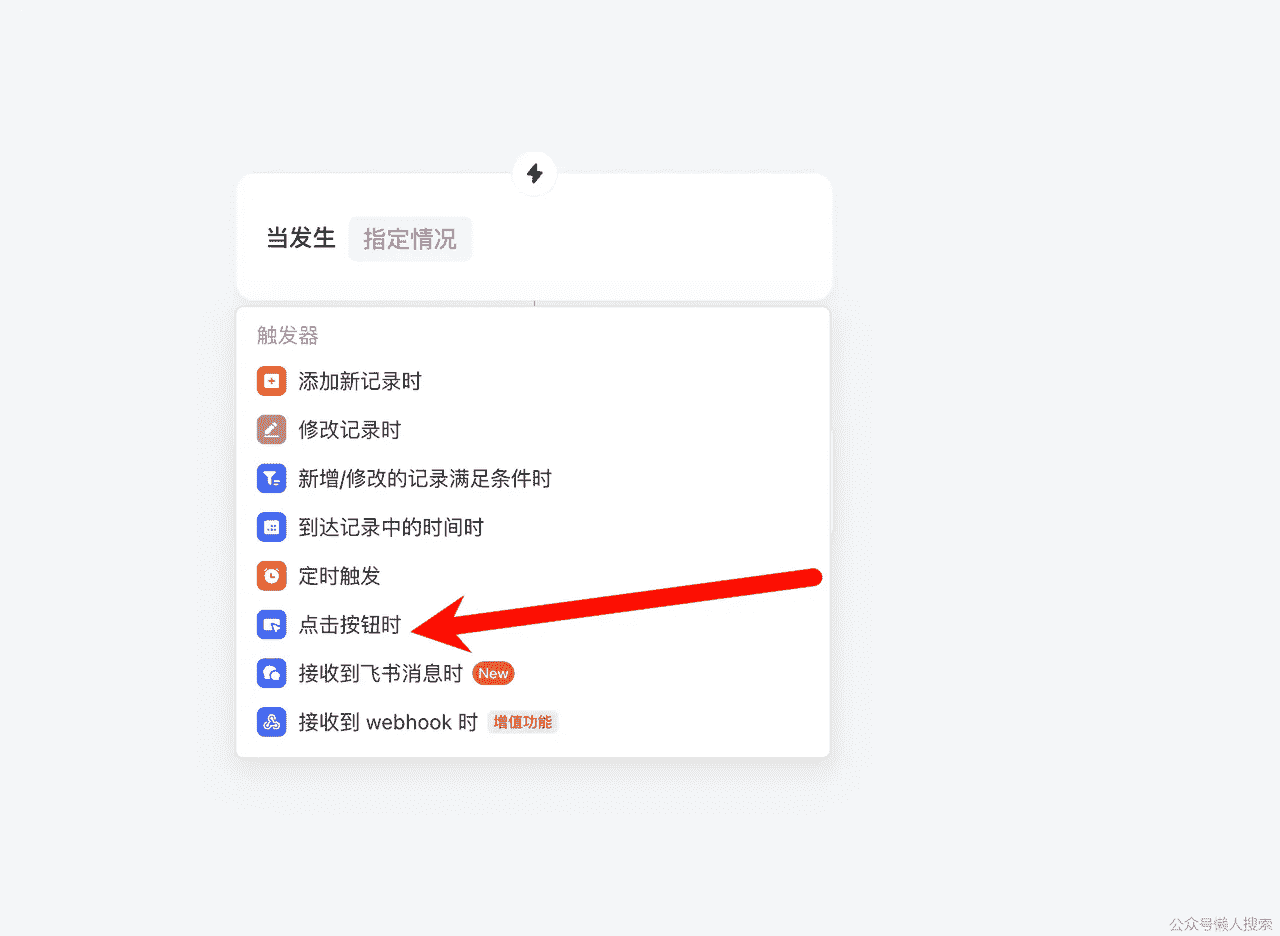 当发生 指定情况
触发器
添加新记录时
修改记录时
新增/修改的记录满足条件时
到达记录中的时间时
定时触发
点击按钮时
接收到飞书消息时 New
接收到 webhook 时 增值功能
公众号懒人搜索